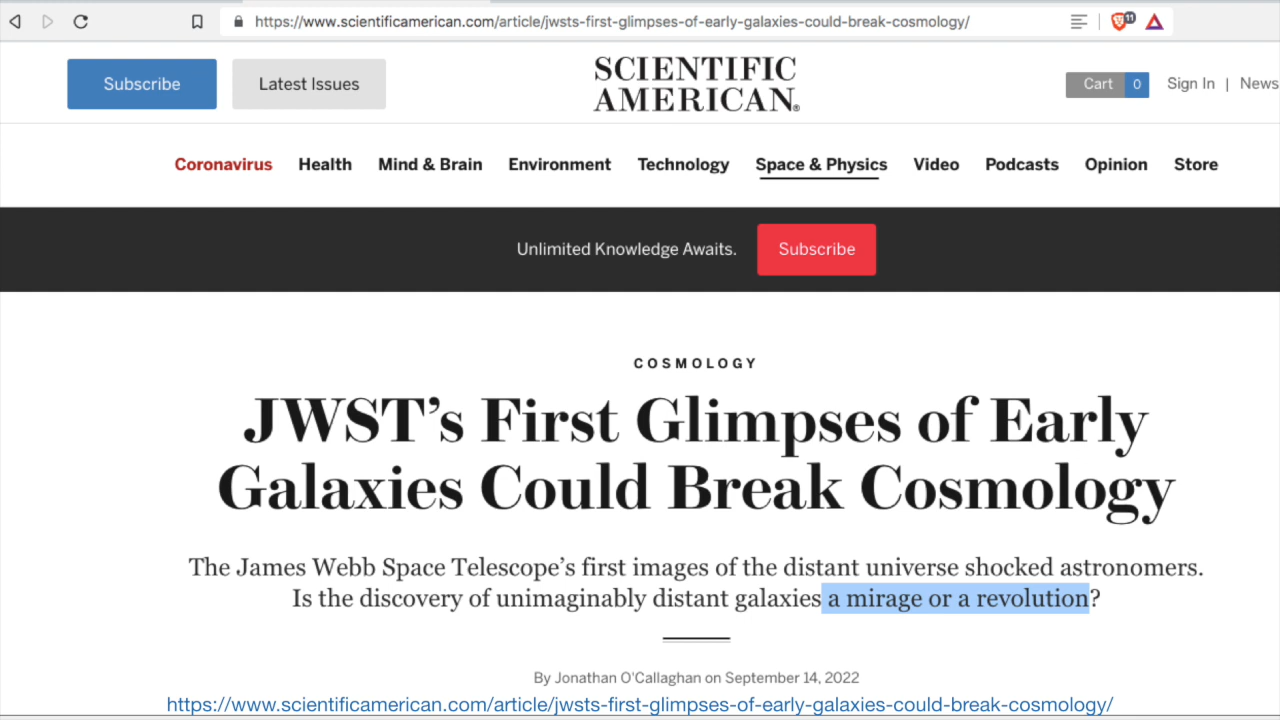 https://www.scientificamerican.com/article/jwsts-first-glimpses-of-early-galaxies-could-break-cosmology/
11
Subscribe
Latest Issues
SCIENTIFIC
AMERICAN®
Cart 0
Sign In | News
Coronavirus Health Mind & Brain Environment Technology Space & Physics Video Podcasts Opinion Store
Unlimited Knowledge Awaits. Subscribe
COSMOLOGY
JWST’s First Glimpses of Early
Galaxies Could Break Cosmology
The James Webb Space Telescope’s first images of the distant universe shocked astronomers.
Is the discovery of unimaginably distant galaxies a mirage or a revolution?
By Jonathan O'Callaghan on September 14, 2022
https://www.scientificamerican.com/article/jwsts-first-glimpses-of-early-galaxies-could-break-cosmology/